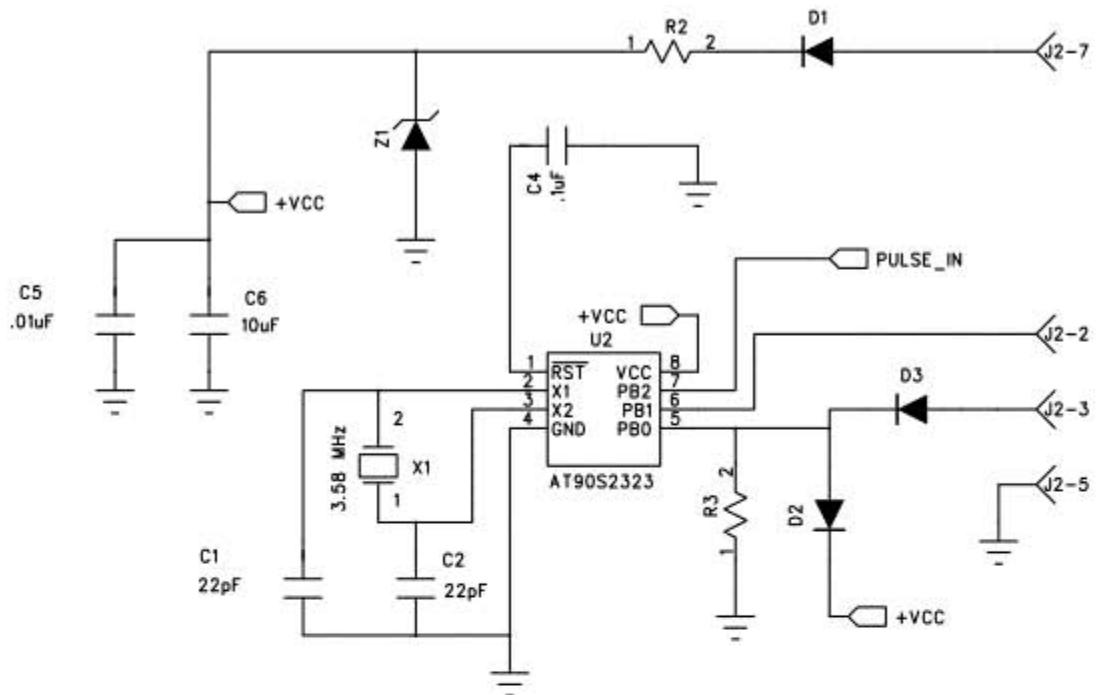 D1
R2
1
2
J2-7
Z1
C4
.1uF
+VCC
PULSE_IN
C5
.01uF
C6
10uF
+VCC
U2
J2-2
1
RST
VCC
8
2
X1
PB2
7
3
X2
PB1
6
4
GND
PB0
5
AT90S2323
D3
J2-3
2
3.58 MHz
X1
1
R3
2
1
D2
J2-5
C1
22pF
C2
22pF
+VCC